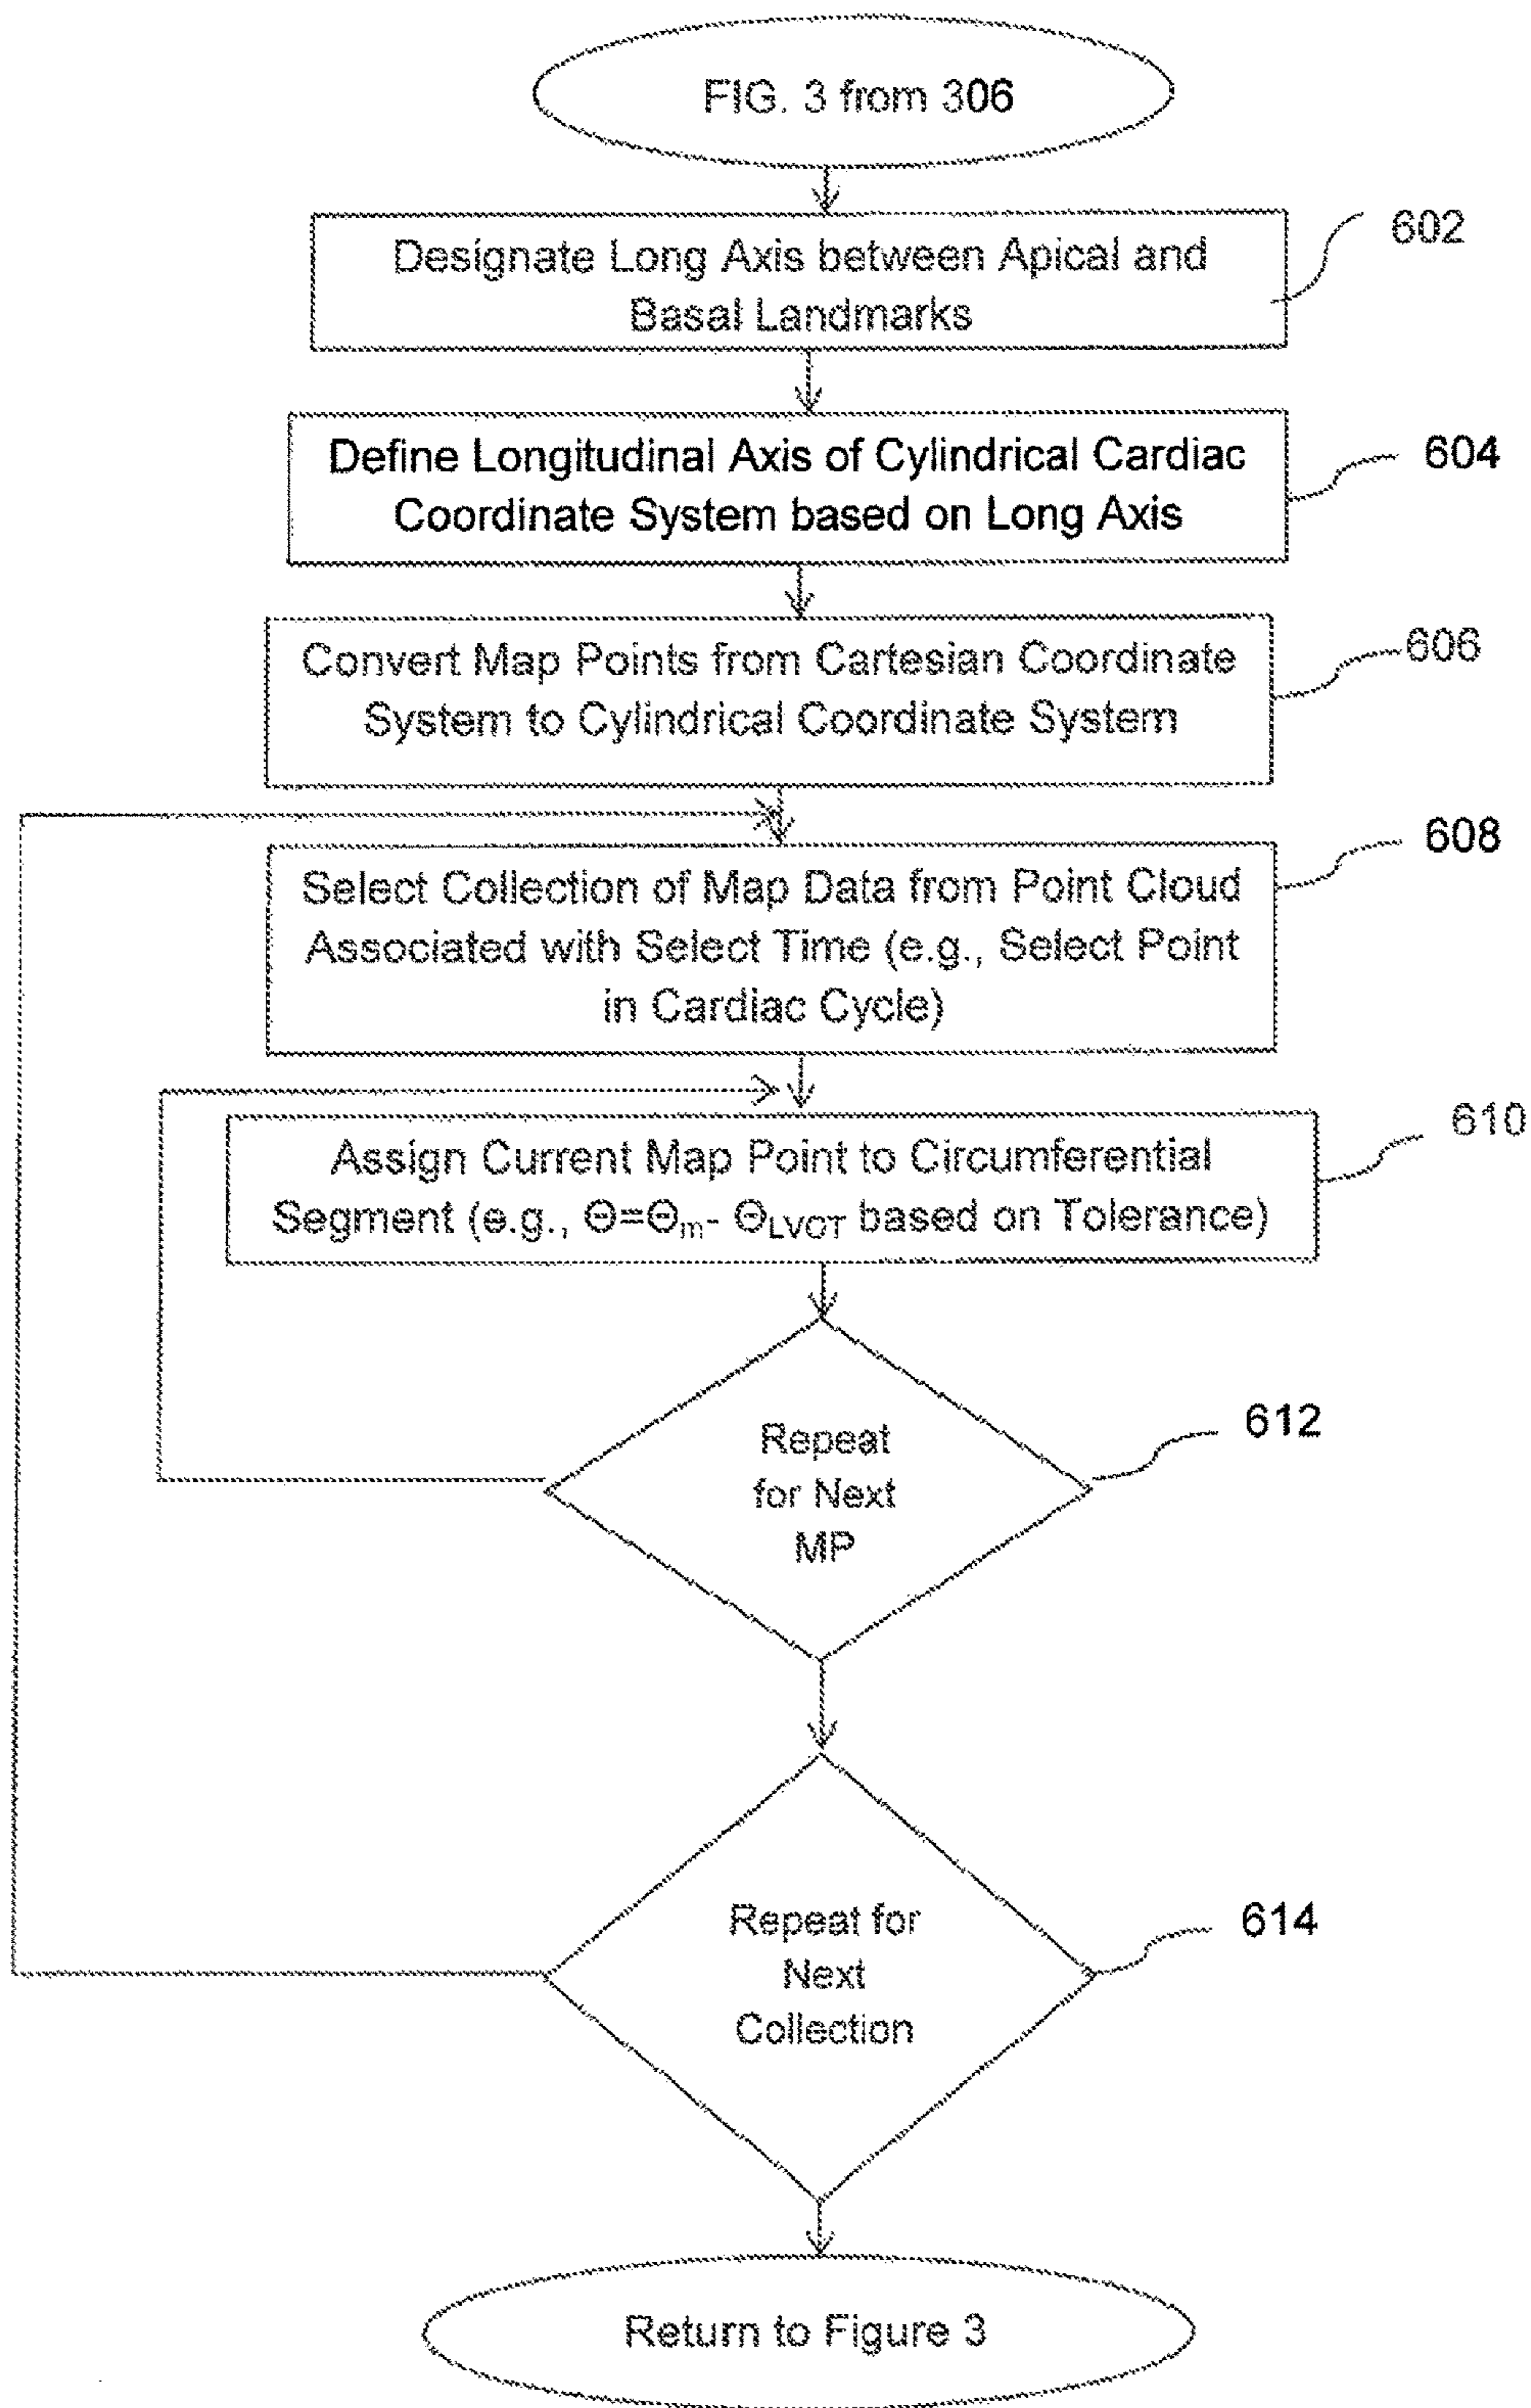 FIG. 3 from 306
Designate Long Axis between Apical and
Basal Landmarks
602
Define Longitudinal Axis of Cylindrical Cardiac
Coordinate System based on Long Axis
604
Convert Map Points from Cartesian Coordinate
System to Cylindrical Coordinate System
606
Select Collection of Map Data from Point Cloud
Associated with Select Time (e.g., Select Point
in Cardiac Cycle)
608
Assign Current Map Point to Circumferential
Segment (e.g., Θ=Θm- ΘLVOT based on Tolerance)
610
Repeat
for Next
MP
612
Repeat for
Next
Collection
614
Return to Figure 3